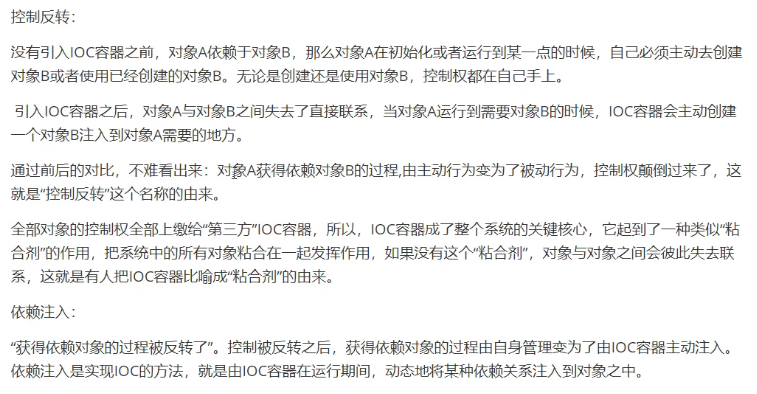 控制反转：
没有引入IOC容器之前，对象A依赖于对象B，那么对象A在初始化或者运行到某一点的时候，自己必须主动去创建
对象B或者使用已经创建的对象B。无论是创建还是使用对象B，控制权都在自己手上。
引入IOC容器之后，对象A与对象B之间失去了直接联系，当对象A运行到需要对象B的时候，IOC容器会主动创建
一个对象B注入到对象A需要的地方。
通过前后的对比，不难看出来：对象A获得依赖对象B的过程,由主动行为变为了被动行为，控制权颠倒过来了，这
就是“控制反转”这个名称的由来。
全部对象的控制权全部上缴给“第三方”IOC容器，所以，IOC容器成了整个系统的关键核心，它起到了一种类似“粘
合剂”的作用，把系统中的所有对象粘合在一起发挥作用，如果没有这个“粘合剂”，对象与对象之间会彼此失去联
系，这就是有人把IOC容器比喻成“粘合剂”的由来。
依赖注入：
“获得依赖对象的过程被反转了”。控制被反转之后，获得依赖对象的过程由自身管理变为了由IOC容器主动注入。
依赖注入是实现IOC的方法，就是由IOC容器在运行期间，动态地将某种依赖关系注入到对象之中。